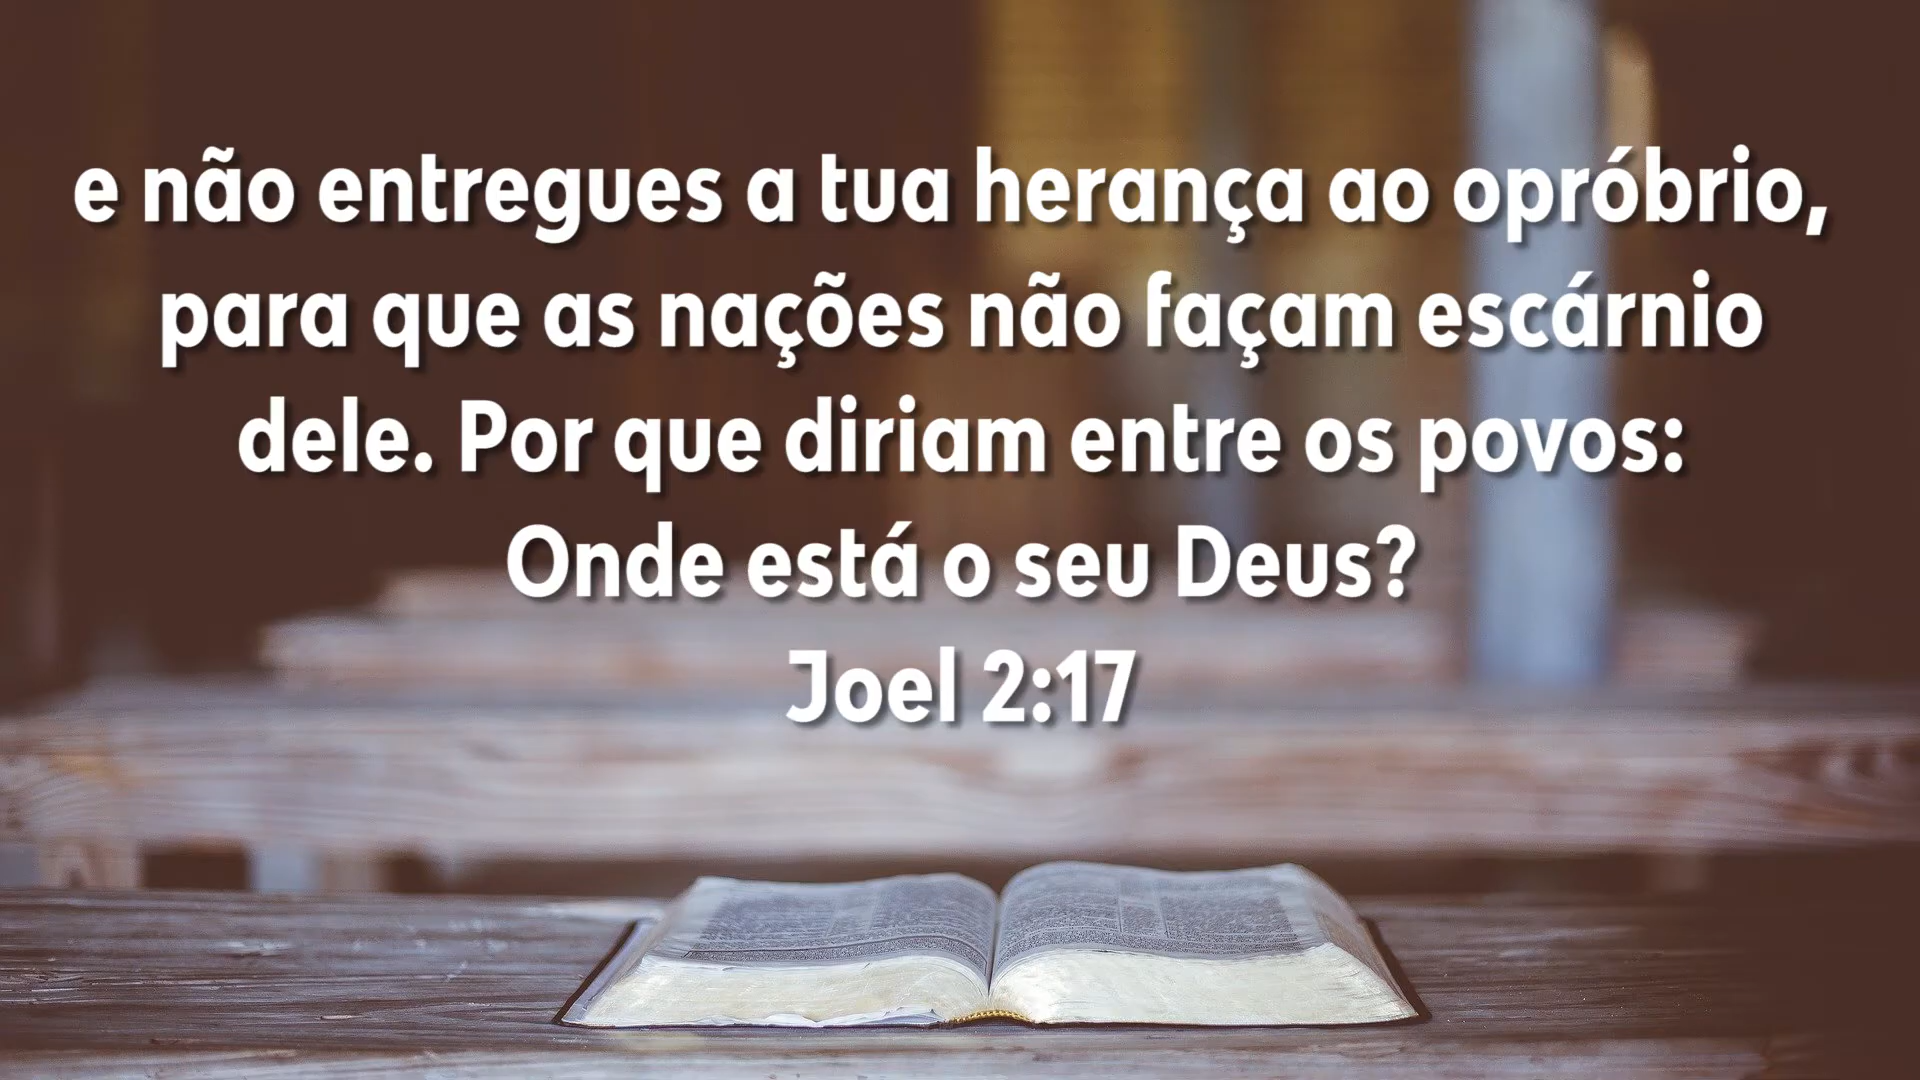 e não entregues a tua herança ao opróbrio,
para que as nações não façam escárnio
dele. Por que diriam entre os povos:
Onde está o seu Deus?
Joel 2:17